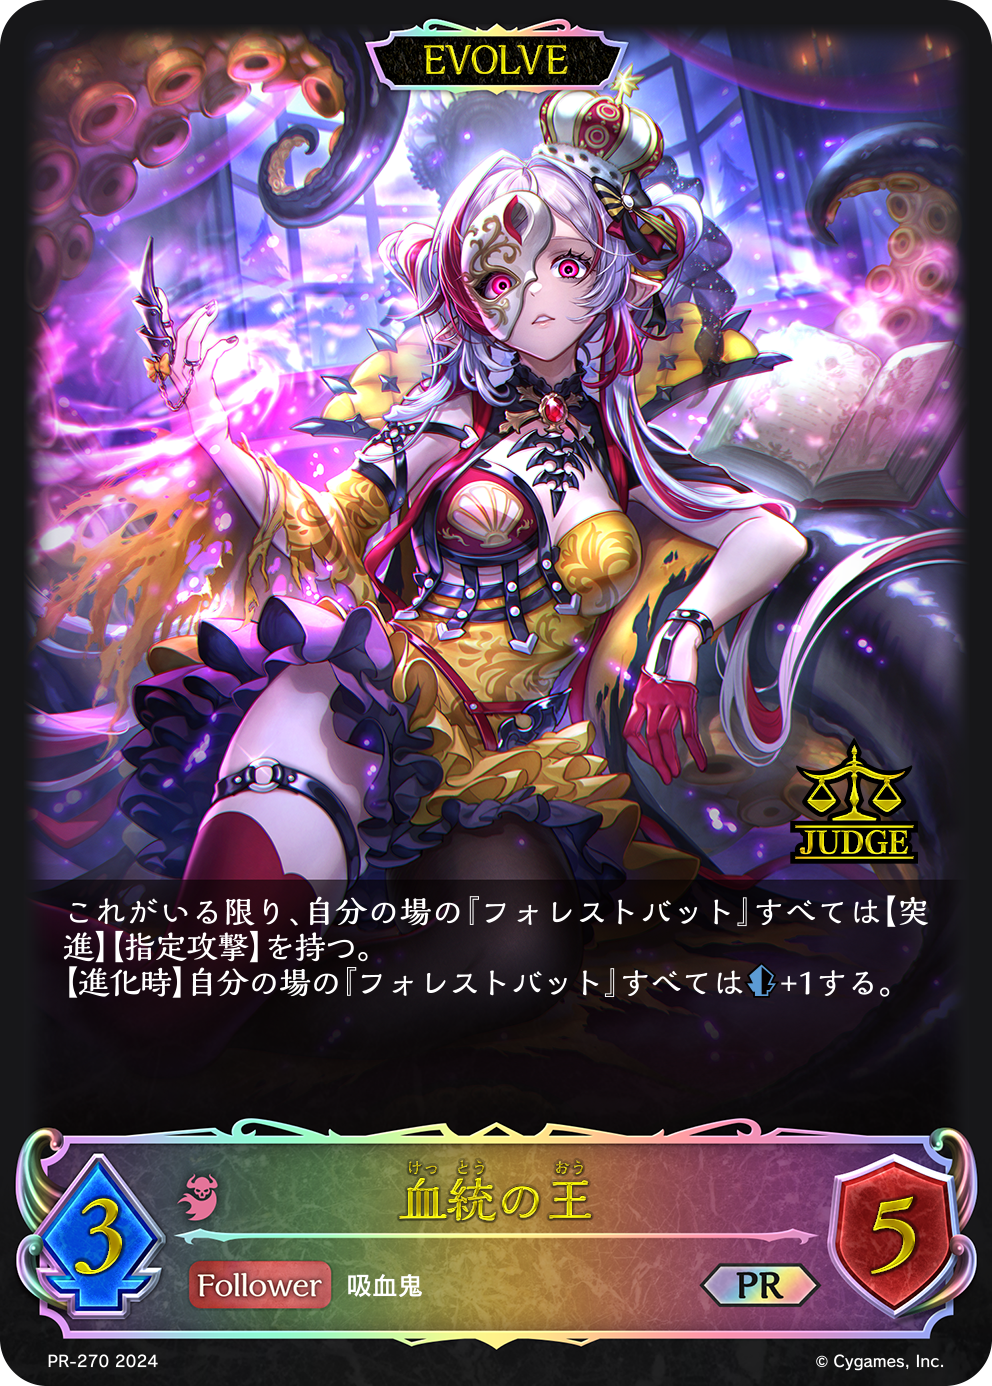 EVOLVE
JUDGE
これがいる限り、自分の場の『フォレストバット』すべては【突
進】【指定攻撃】を持つ。
【進化時】自分の場の『フォレストバット』すべては+1する。
けっ とう おう
血統の王
3
5
Follower 吸血鬼
PR
PR-270 2024
© Cygames, Inc.